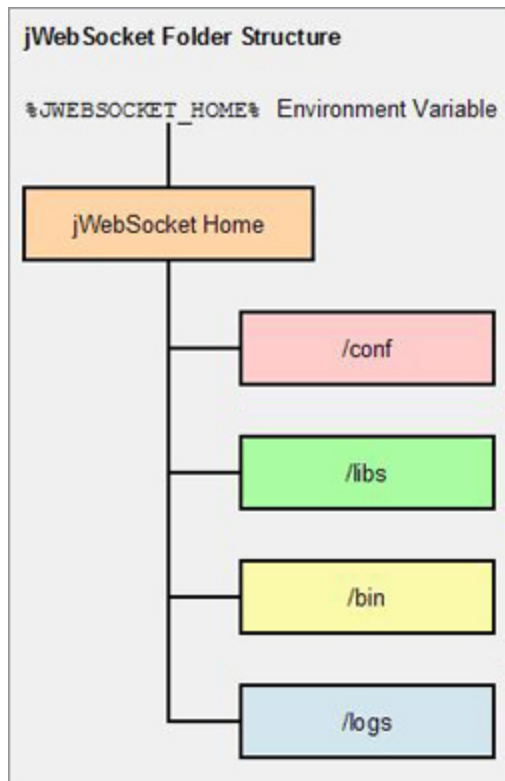 jWebSocket Folder Structure
%JWEBSOCKET_HOME% Environment Variable
jWebSocket Home
/conf
/libs
/bin
/logs